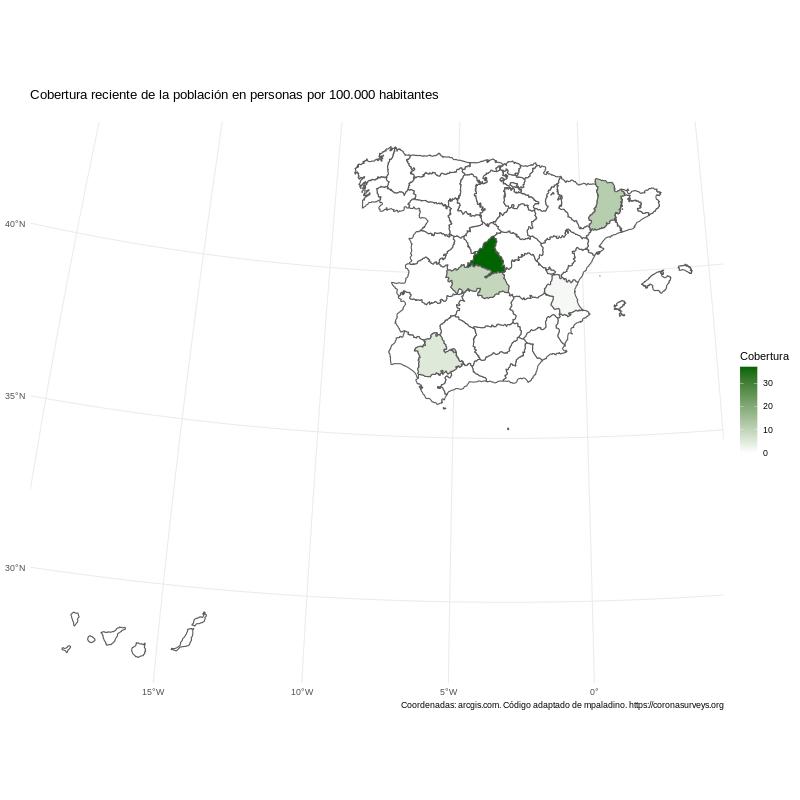 Cobertura reciente de la población en personas por 100.000 habitantes
40°N
35°N
30°N
Cobertura
30
20
10
0
15°W
10°W
5°W
0°
Coordenadas: arcgis.com. Código adaptado de mpaladino. https://coronasurveys.org